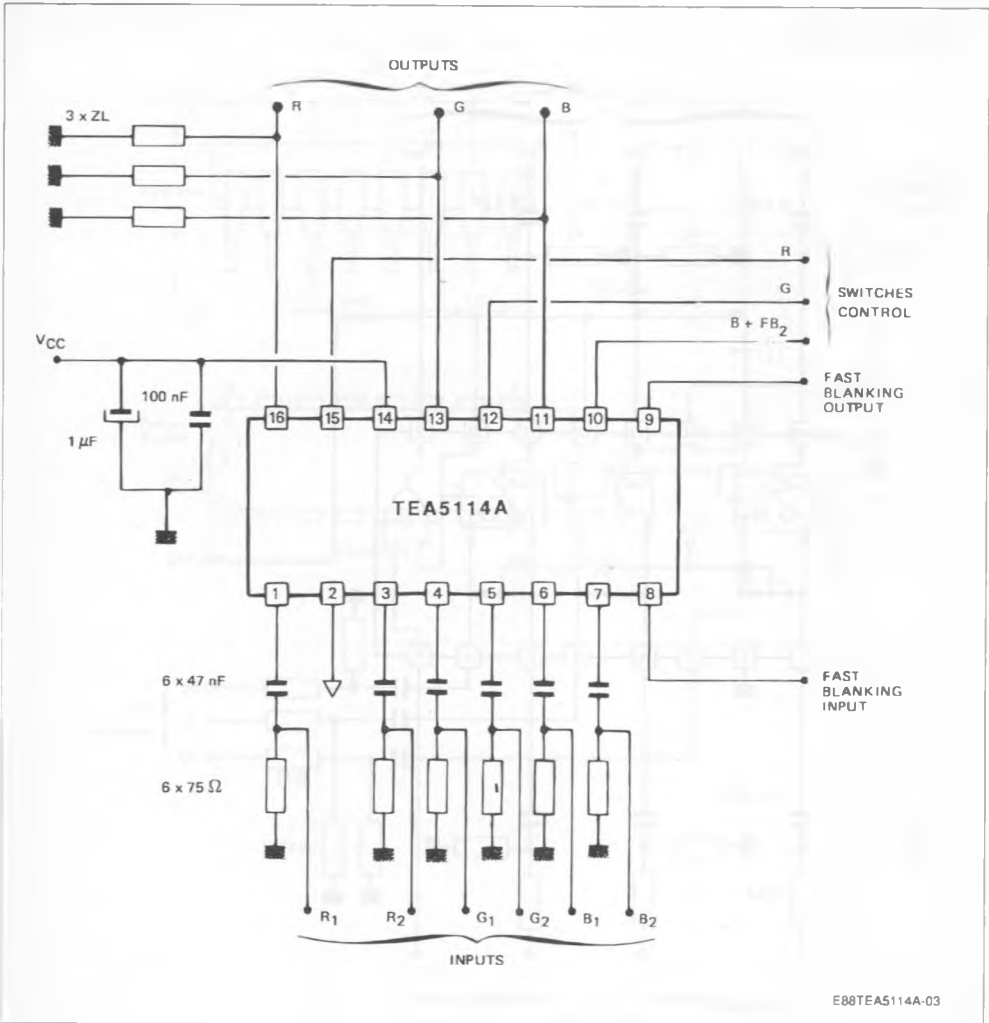 OUTPUTS
R G B
3 x ZL
R
G
B + FB2
SWITCHES
CONTROL
VCC
100 nF
1 µF
FAST
BLANKING
OUTPUT
16 15 14 13 12 11 10 9
TEA5114A
1 2 3 4 5 6 7 8
6 x 47 nF
FAST
BLANKING
INPUT
6 x 75 Ω
R1 R2 G1 G2 B1 B2
INPUTS
E88TEA5114A-03